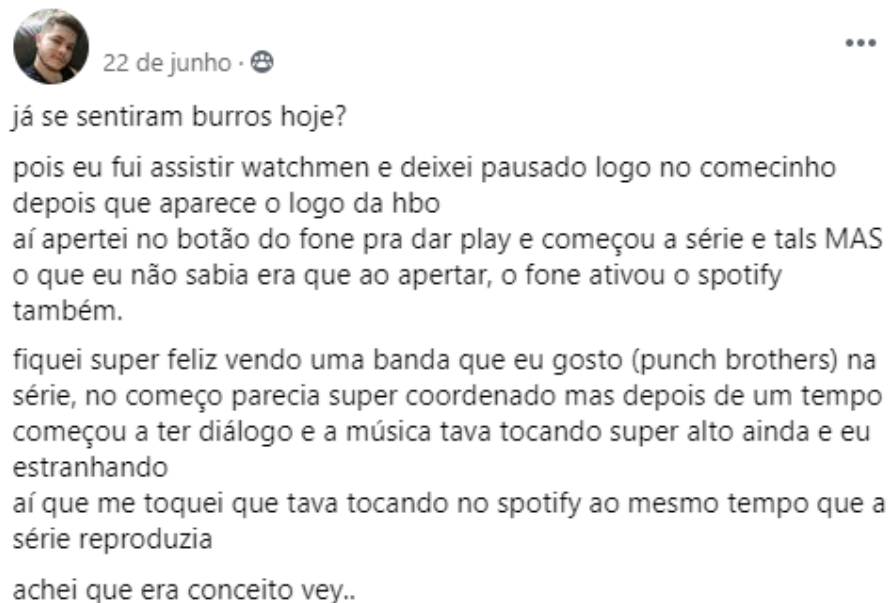 22 de junho ·
já se sentiram burros hoje?
pois eu fui assistir watchmen e deixei pausado logo no comecinho
depois que aparece o logo da hbo
aí apertei no botão do fone pra dar play e começou a série e tals MAS
o que eu não sabia era que ao apertar, o fone ativou o spotify
também.
fiquei super feliz vendo uma banda que eu gosto (punch brothers) na
série, no começo parecia super coordenado mas depois de um tempo
começou a ter diálogo e a música tava tocando super alto ainda e eu
estranhando
aí que me toquei que tava tocando no spotify ao mesmo tempo que a
série reproduzia
achei que era conceito vey..